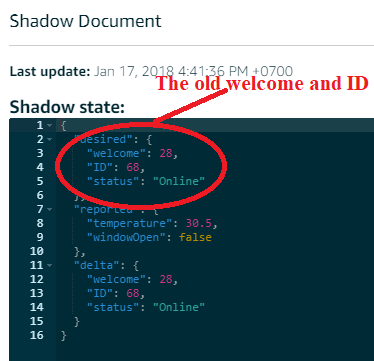 Shadow Document
Last update: Jan 17, 2018 4:41:36 PM +0700
The old welcome and ID
Shadow state:
1 {
2 "desired": {
3 "welcome": 28,
4 "ID": 68,
5 "status": "Online"
6 },
7 "reported": {
8 "temperature": 30.5,
9 "windowOpen": false
10 },
11 "delta": {
12 "welcome": 28,
13 "ID": 68,
14 "status": "Online"
15 }
16 }